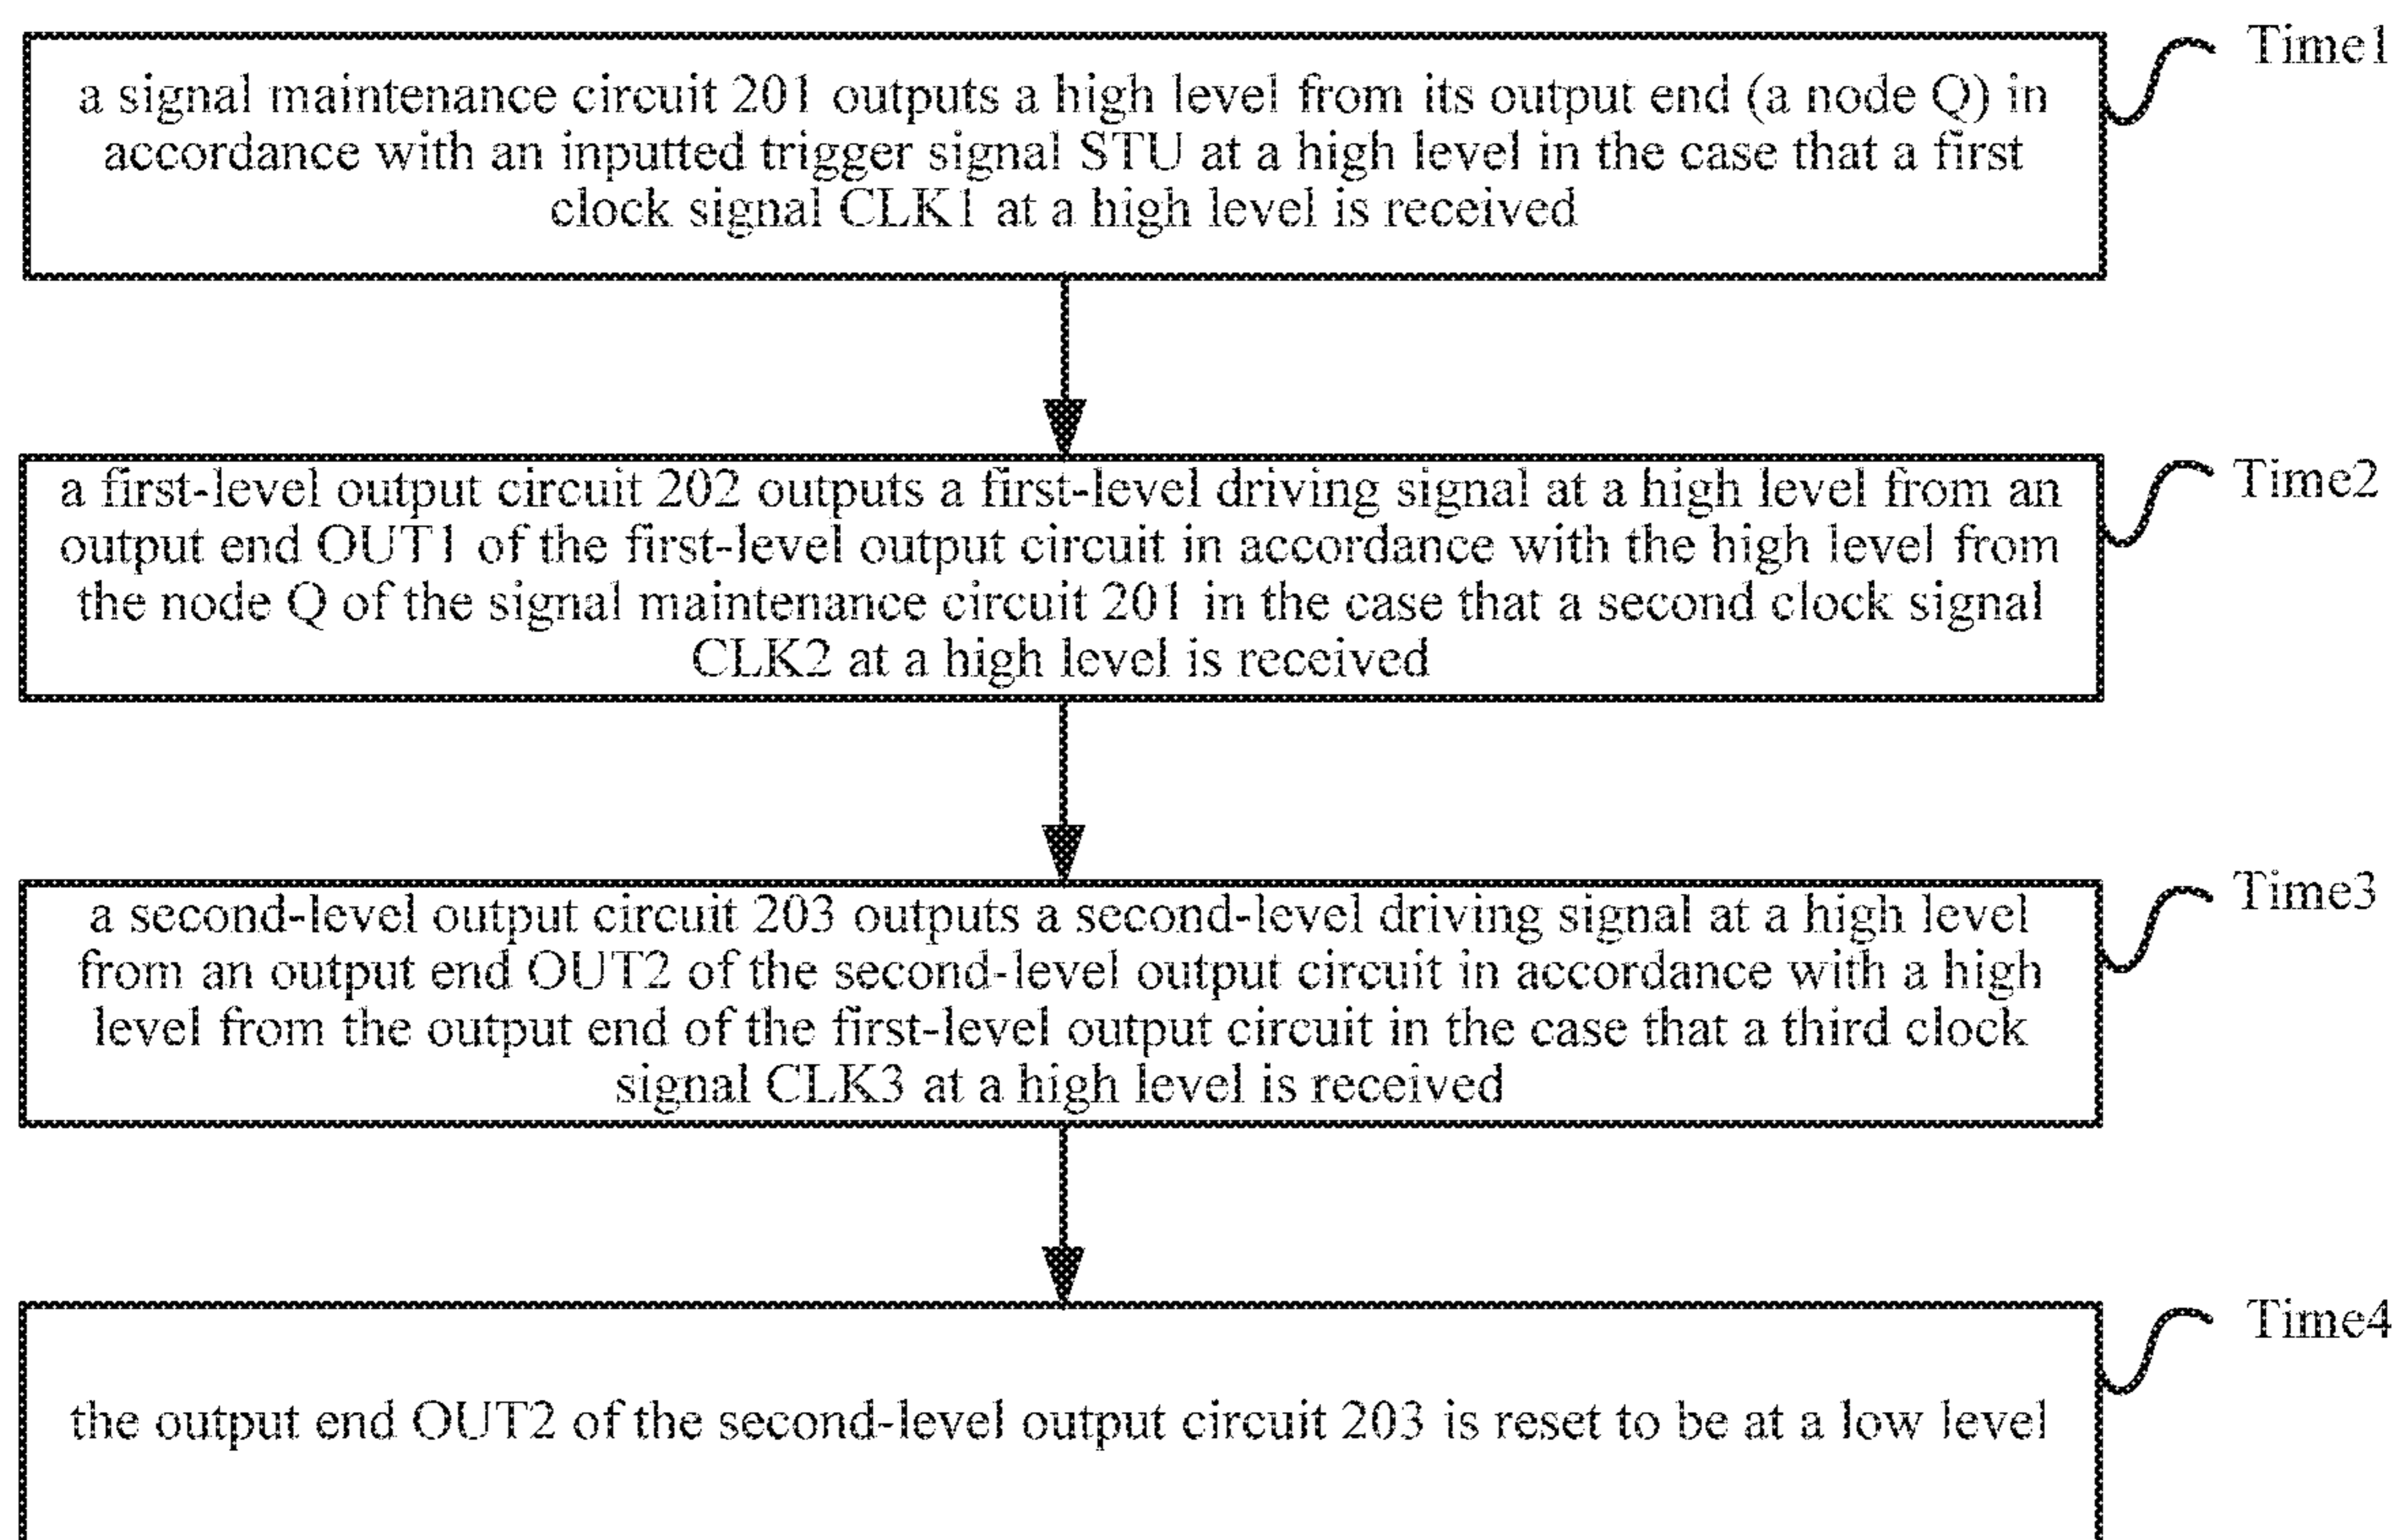 Time1
a signal maintenance circuit 201 outputs a high level from its output end (a node Q) in
accordance with an inputted trigger signal STU at a high level in the case that a first
clock signal CLK1 at a high level is received
Time2
a first-level output circuit 202 outputs a first-level driving signal at a high level from an
output end OUT1 of the first-level output circuit in accordance with the high level from
the node Q of the signal maintenance circuit 201 in the case that a second clock signal
CLK2 at a high level is received
Time3
a second-level output circuit 203 outputs a second-level driving signal at a high level
from an output end OUT2 of the second-level output circuit in accordance with a high
level from the output end of the first-level output circuit in the case that a third clock
signal CLK3 at a high level is received
Time4
the output end OUT2 of the second-level output circuit 203 is reset to be at a low level